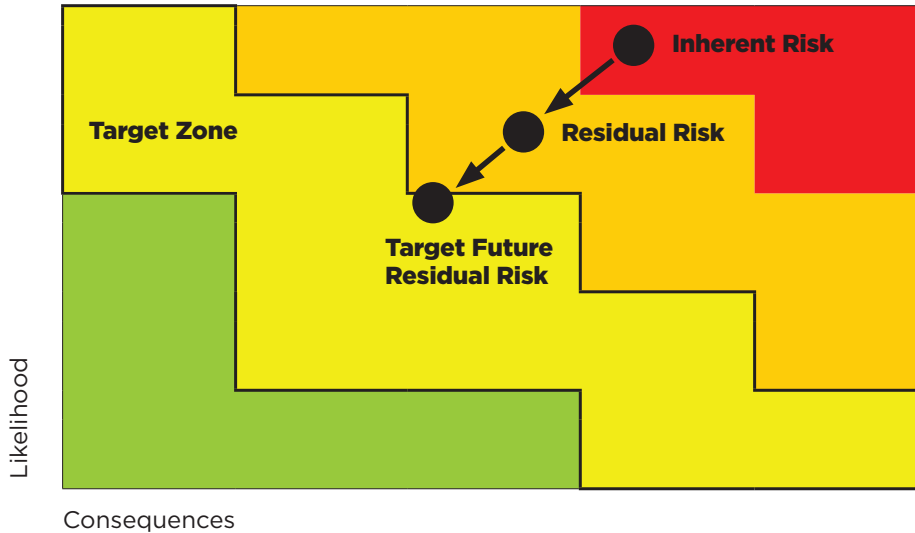 Inherent Risk
Target Zone
Residual Risk
Target Future
Residual Risk
Likelihood
Consequences